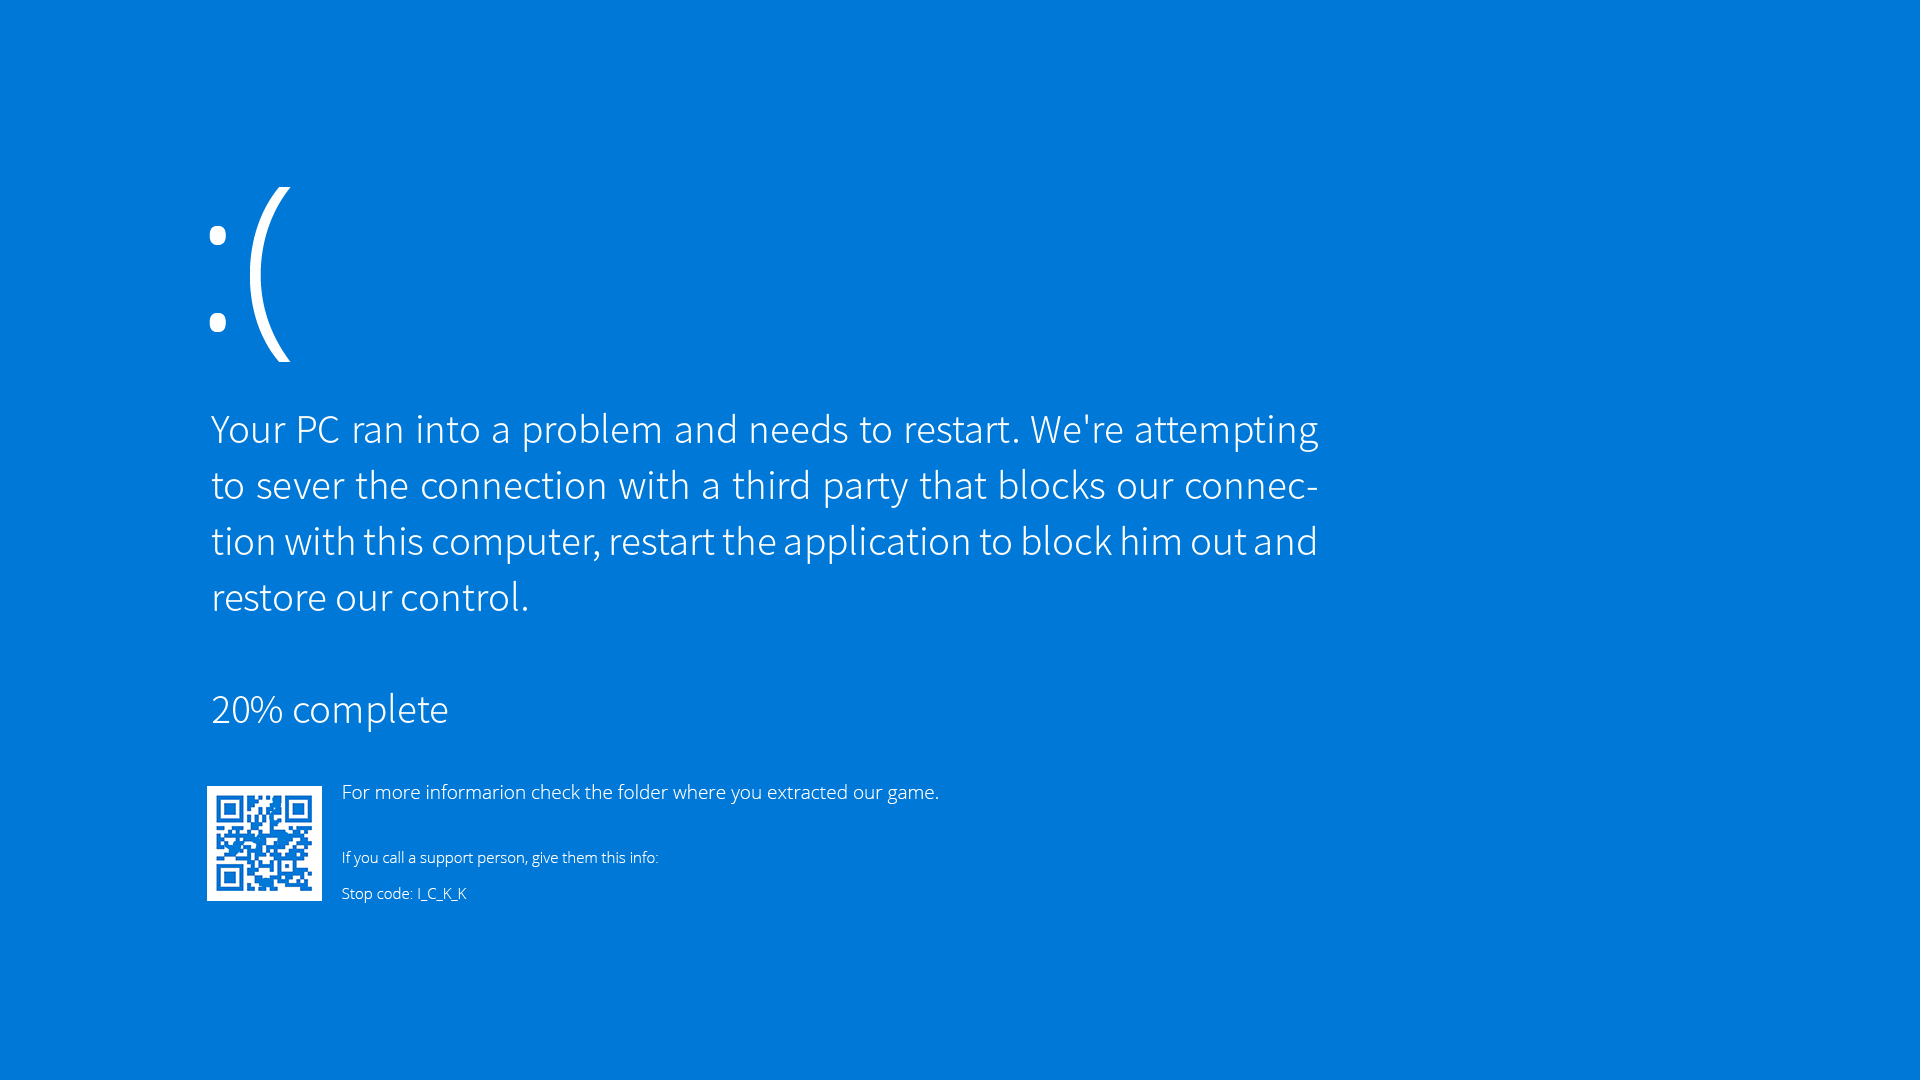 :(
Your PC ran into a problem and needs to restart. We're attempting
to sever the connection with a third party that blocks our connec-
tion with this computer, restart the application to block him out and
restore our control.
20% complete
For more informarion check the folder where you extracted our game.
If you call a support person, give them this info:
Stop code: I_C_K_K